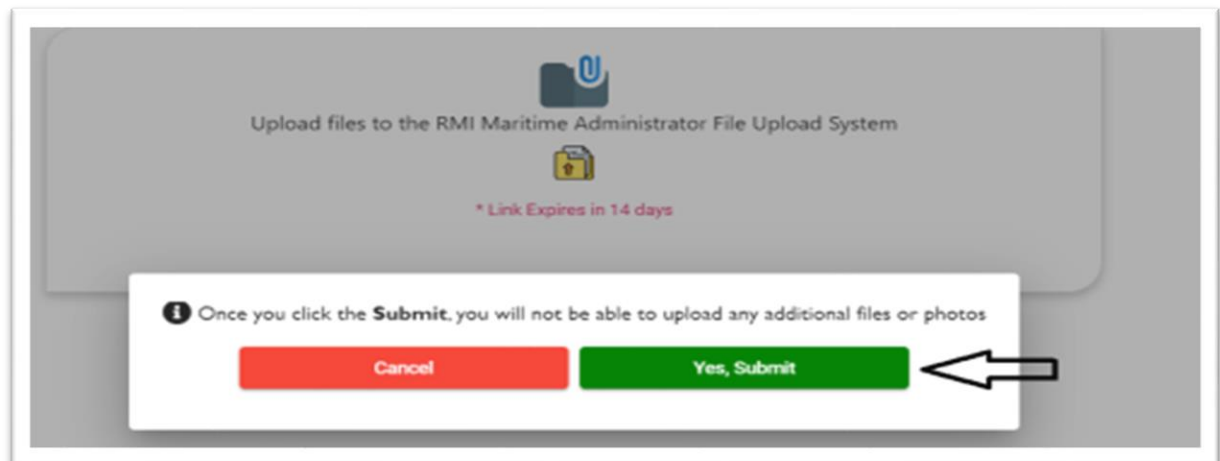 Upload files to the RMI Maritime Administrator File Upload System
* Link Expires in 14 days
Once you click the Submit, you will not be able to upload any additional files or photos
Cancel
Yes, Submit